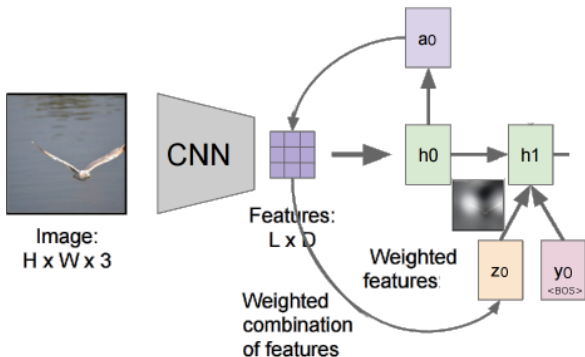 a0
CNN
h0
h1
Image:
H x W x 3
Features:
L x D
Weighted
features:
z0
y0
<BOS>
Weighted
combination
of features